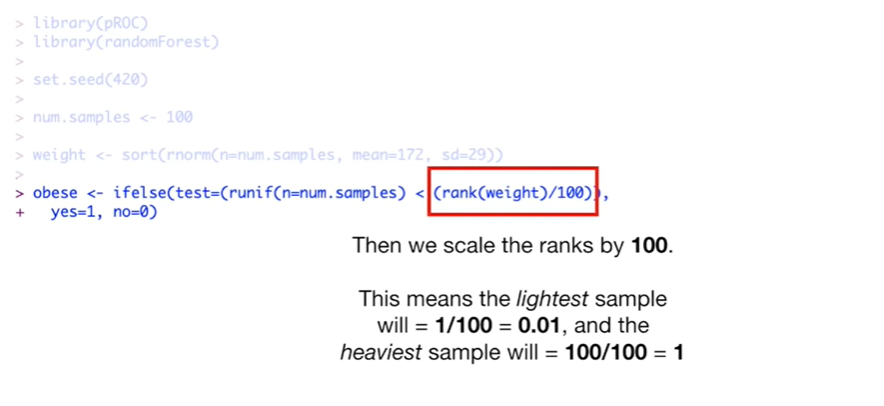 > library(pROC)
> library(randomForest)
>
> set.seed(420)
>
> num.samples <- 100
>
> weight <- sort(rnorm(n=num.samples, mean=172, sd=29))
>
> obese <- ifelse(test=(runif(n=num.samples) < (rank(weight)/100)),
+   yes=1, no=0)
Then we scale the ranks by 100.
This means the lightest sample
will = 1/100 = 0.01, and the
heaviest sample will = 100/100 = 1